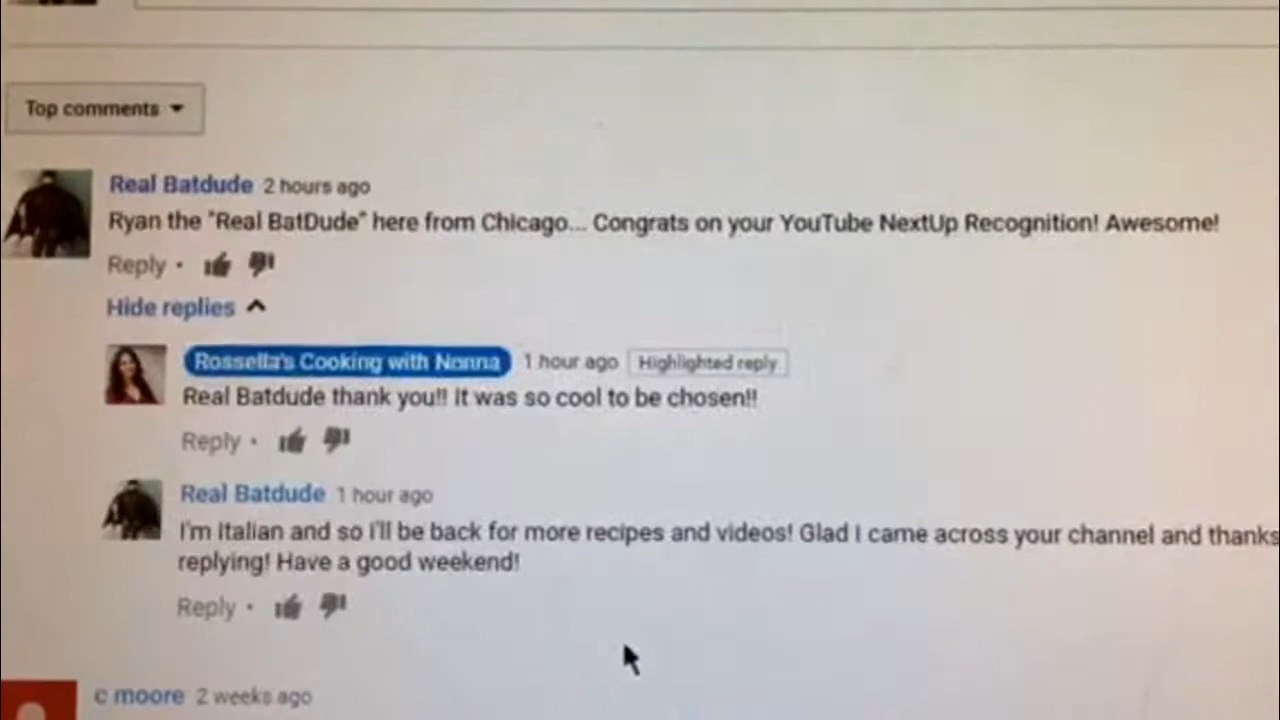 Top comments
Real Batdude 2 hours ago
Ryan the "Real BatDude" here from Chicago... Congrats on your YouTube NextUp Recognition! Awesome!
Reply •
Hide replies
Rossella's Cooking with Nonna 1 hour ago Highlighted reply
Real Batdude thank you!! It was so cool to be chosen!!
Reply •
Real Batdude 1 hour ago
I'm Italian and so I'll be back for more recipes and videos! Glad I came across your channel and thanks
replying! Have a good weekend!
Reply •
c moore 2 weeks ago